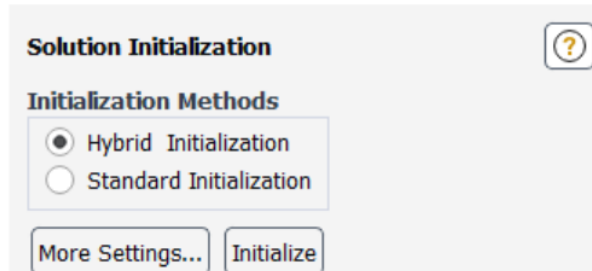 Solution Initialization
?
Initialization Methods
Hybrid Initialization
Standard Initialization
More Settings... Initialize